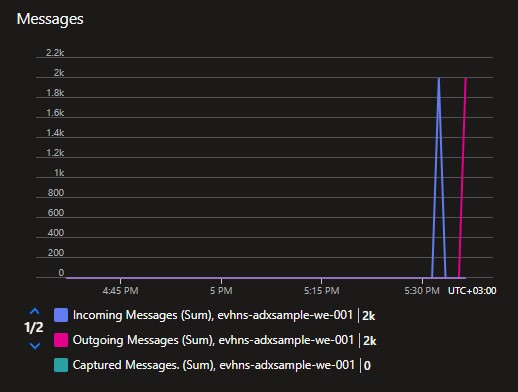 Messages
2.2k
2k
1.8k
1.6k
1.4k
1.2k
1k
800
600
400
200
0
4:45 PM 5 PM 5:15 PM 5:30 PM UTC+03:00
1/2
Incoming Messages (Sum), evhns-adxsample-we-001 | 2k
Outgoing Messages (Sum), evhns-adxsample-we-001 | 2k
Captured Messages. (Sum), evhns-adxsample-we-001 | 0